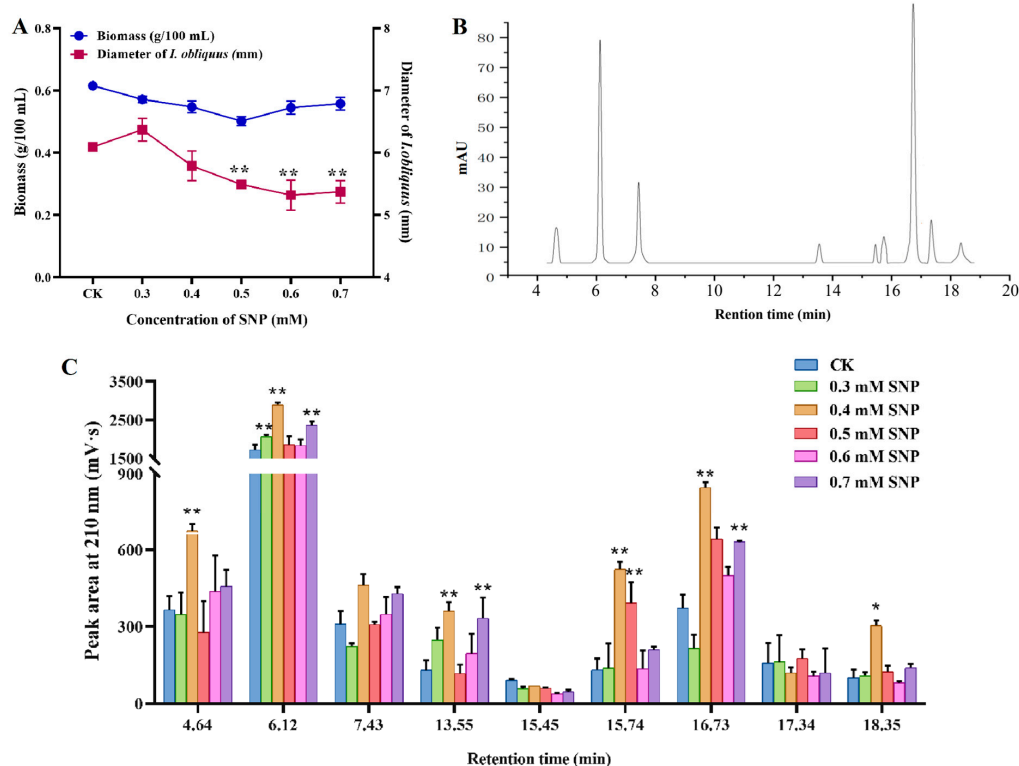 A
Biomass (g/100 mL)
Diameter of I. obliquus (mm)
0.8
0.6
0.4
0.2
0.0
Biomass (g/100 mL)
8
7
6
5
4
Diameter of I.obliquus (mm)
** ** **
CK 0.3 0.4 0.5 0.6 0.7
Concentration of SNP (mM)
B
80
70
60
50
40
30
20
10
0
mAU
4 6 8 10 12 14 16 18 20
Rention time (min)
C
3500
2500
1500
900
600
300
0
Peak area at 210 nm (mV·s)
CK
0.3 mM SNP
0.4 mM SNP
0.5 mM SNP
0.6 mM SNP
0.7 mM SNP
** ** ** ** ** ** ** ** ** ** *
4.64 6.12 7.43 13.55 15.45 15.74 16.73 17.34 18.35
Retention time (min)